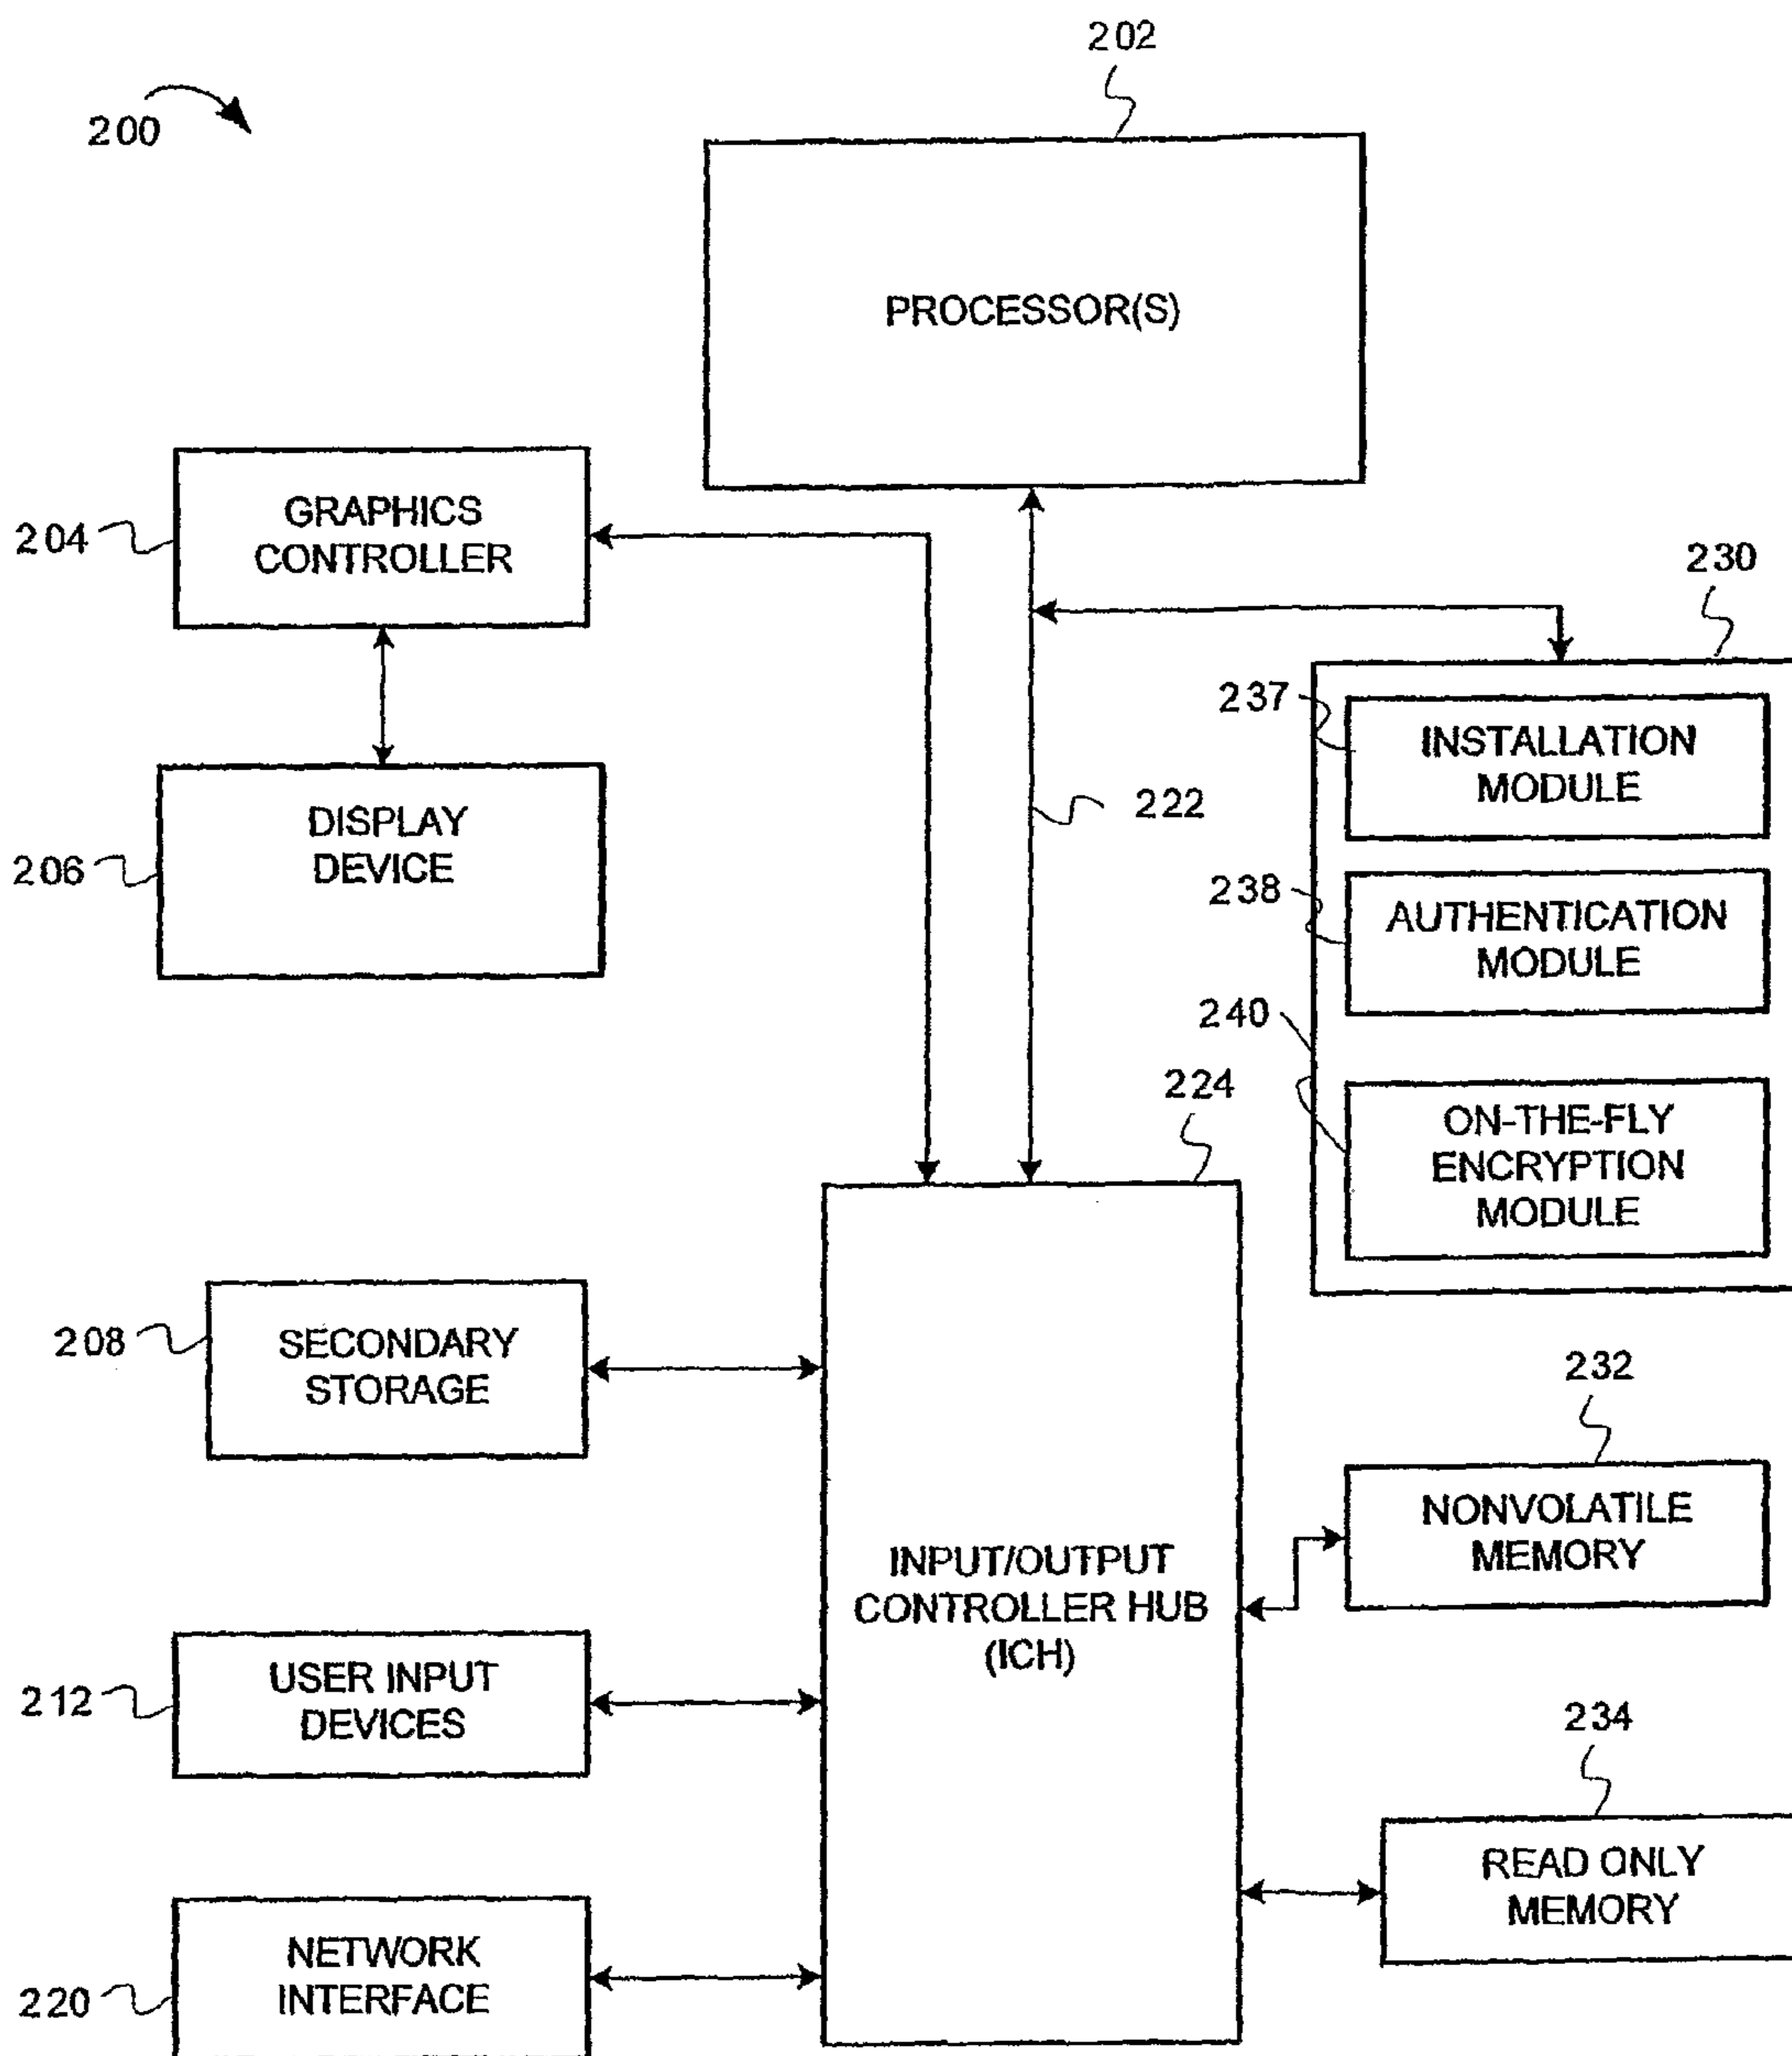 202
200
PROCESSOR(S)
204
GRAPHICS
CONTROLLER
230
237
INSTALLATION
MODULE
222
206
DISPLAY
DEVICE
238
AUTHENTICATION
MODULE
240
224
ON-THE-FLY
ENCRYPTION
MODULE
208
SECONDARY
STORAGE
232
NONVOLATILE
MEMORY
INPUT/OUTPUT
CONTROLLER HUB
(ICH)
212
USER INPUT
DEVICES
234
READ ONLY
MEMORY
220
NETWORK
INTERFACE